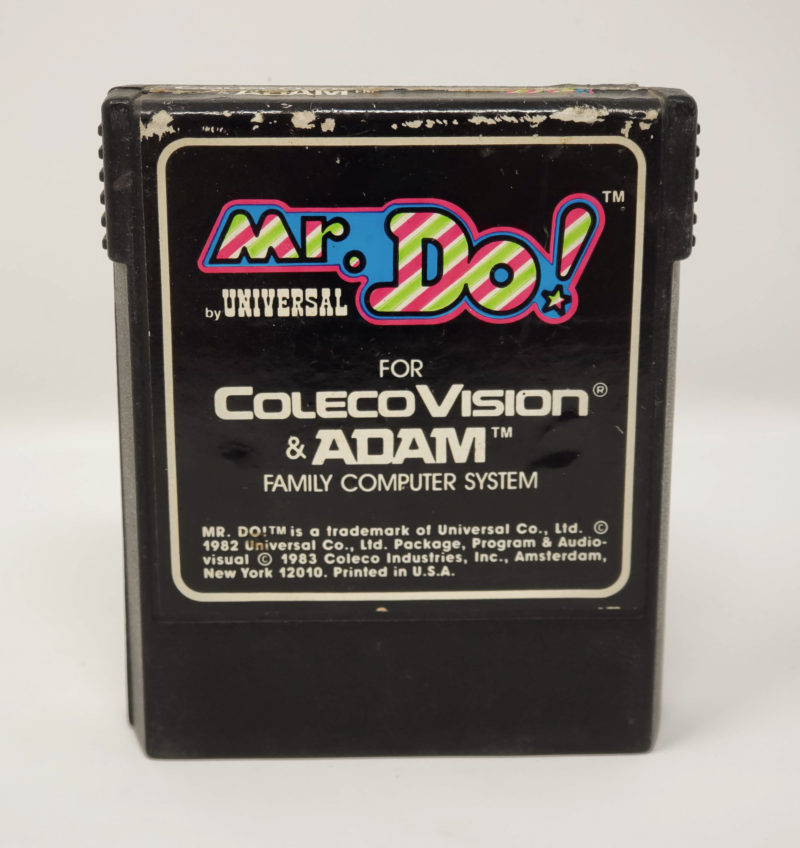 ADAM™
Mr. Do!™
by UNIVERSAL
FOR
COLECOVISION®
& ADAM™
FAMILY COMPUTER SYSTEM
MR. DO!™ is a trademark of Universal Co., Ltd. ©
1982 Universal Co., Ltd. Package, Program & Audio-
visual © 1983 Coleco Industries, Inc., Amsterdam,
New York 12010. Printed in U.S.A.